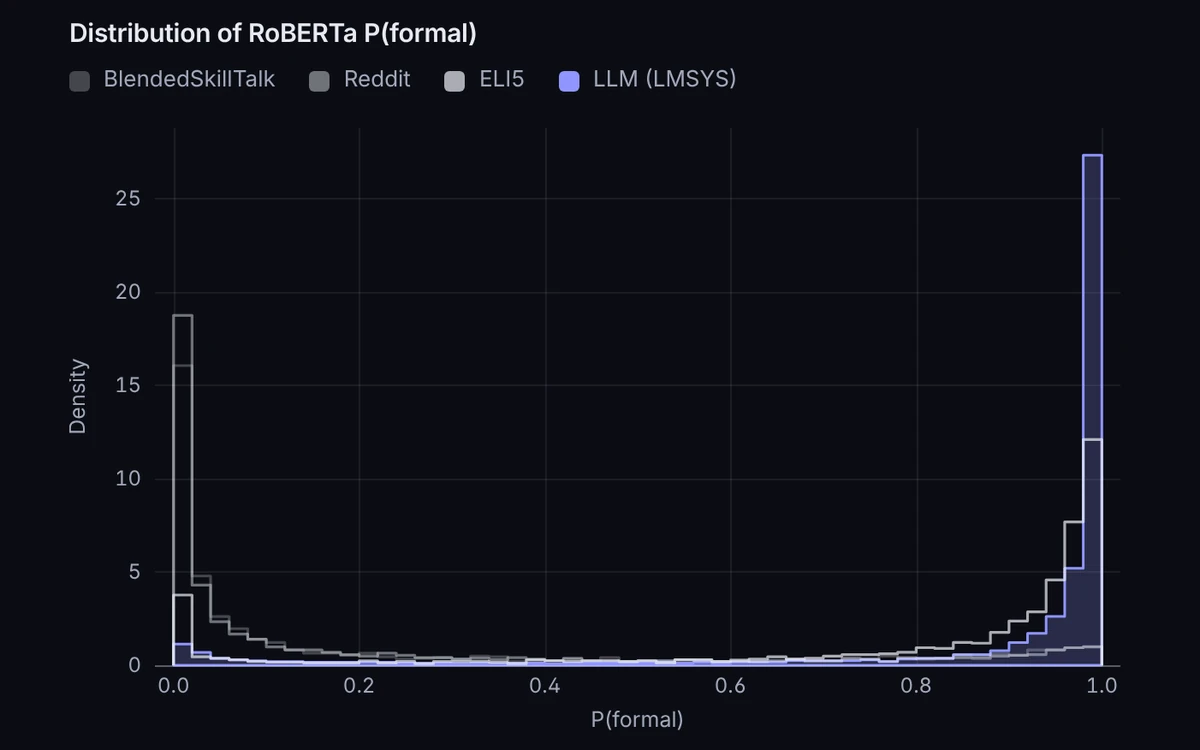 Distribution of RoBERTa P(formal)
BlendedSkillTalk Reddit ELI5 LLM (LMSYS)
25
20
15
10
5
0
Density
0.0 0.2 0.4 0.6 0.8 1.0
P(formal)